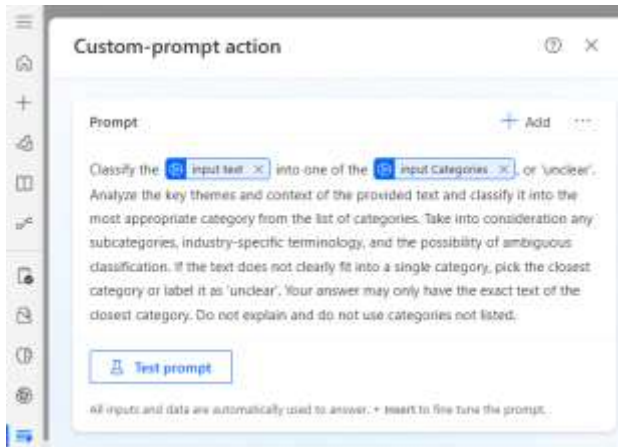 Custom-prompt action
Prompt
Add
Classify the input text × into one of the input Categories ×, or 'unclear'.
Analyze the key themes and context of the provided text and classify it into the
most appropriate category from the list of categories. Take into consideration any
subcategories, industry-specific terminology, and the possibility of ambiguous
classification. If the text does not clearly fit into a single category, pick the closest
category or label it as 'unclear'. Your answer may only have the exact text of the
closest category. Do not explain and do not use categories not listed.
Test prompt
All inputs and data are automatically used to answer. + Insert to fine tune the prompt.